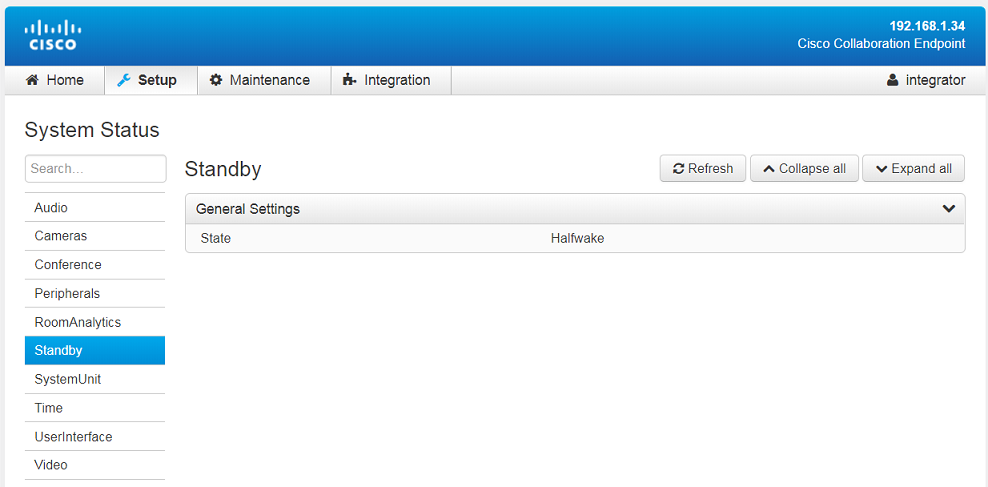 CISCO
192.168.1.34
Cisco Collaboration Endpoint
Home Setup Maintenance Integration integrator
System Status
Search...
Standby
Refresh Collapse all Expand all
General Settings
State Halfwake
Audio
Cameras
Conference
Peripherals
RoomAnalytics
Standby
SystemUnit
Time
UserInterface
Video